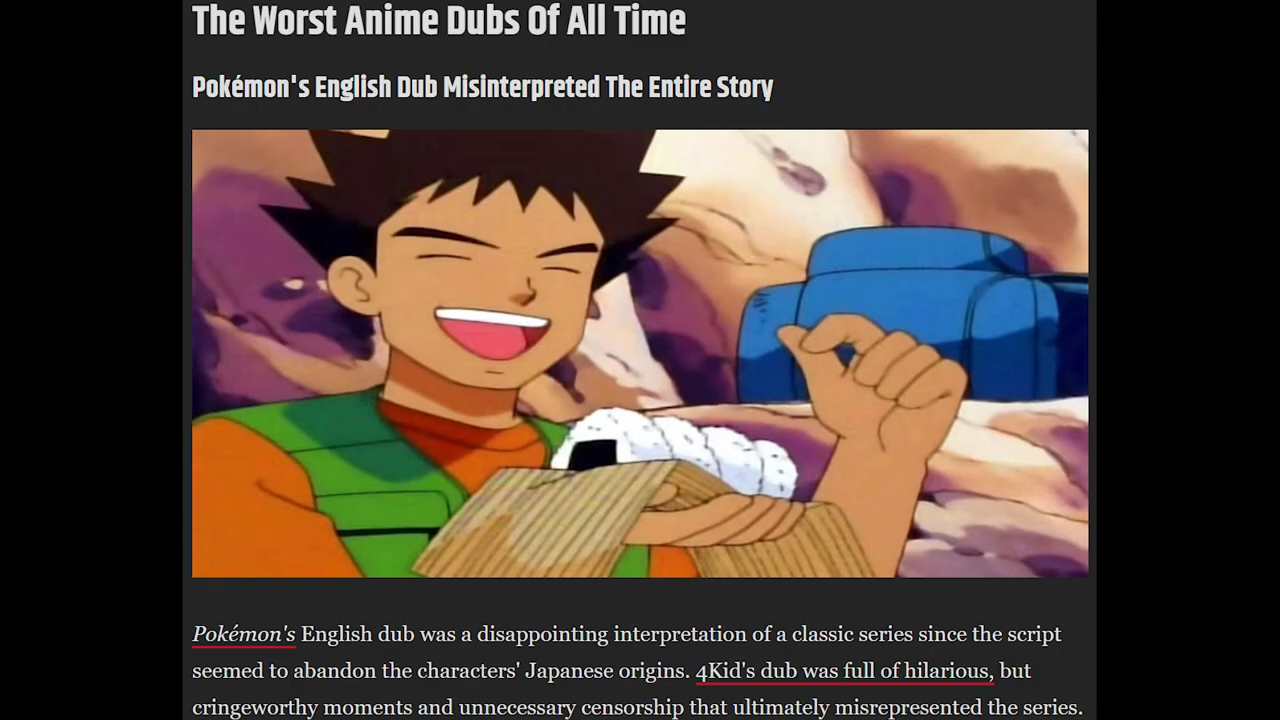 The Worst Anime Dubs Of All Time
Pokémon's English Dub Misinterpreted The Entire Story
Pokémon's English dub was a disappointing interpretation of a classic series since the script
seemed to abandon the characters' Japanese origins. 4Kid's dub was full of hilarious, but
cringeworthy moments and unnecessary censorship that ultimately misrepresented the series.